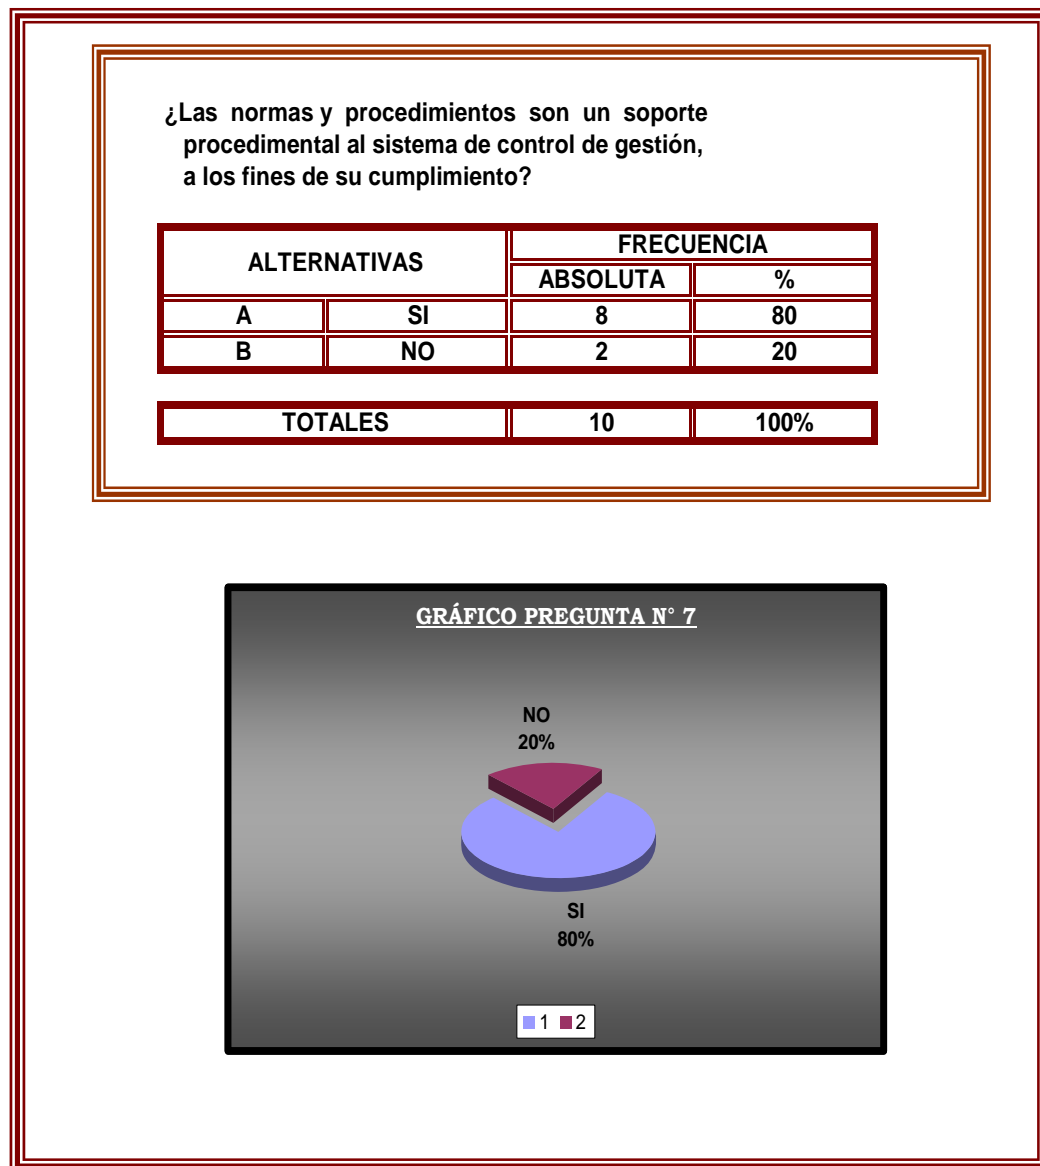 ¿Las normas y procedimientos son un soporte
procedimental al sistema de control de gestión,
a los fines de su cumplimiento?
ALTERNATIVAS FRECUENCIA
ABSOLUTA %
A SI 8 80
B NO 2 20
TOTALES 10 100%
GRÁFICO PREGUNTA N° 7
NO
20%
SI
80%
1 2